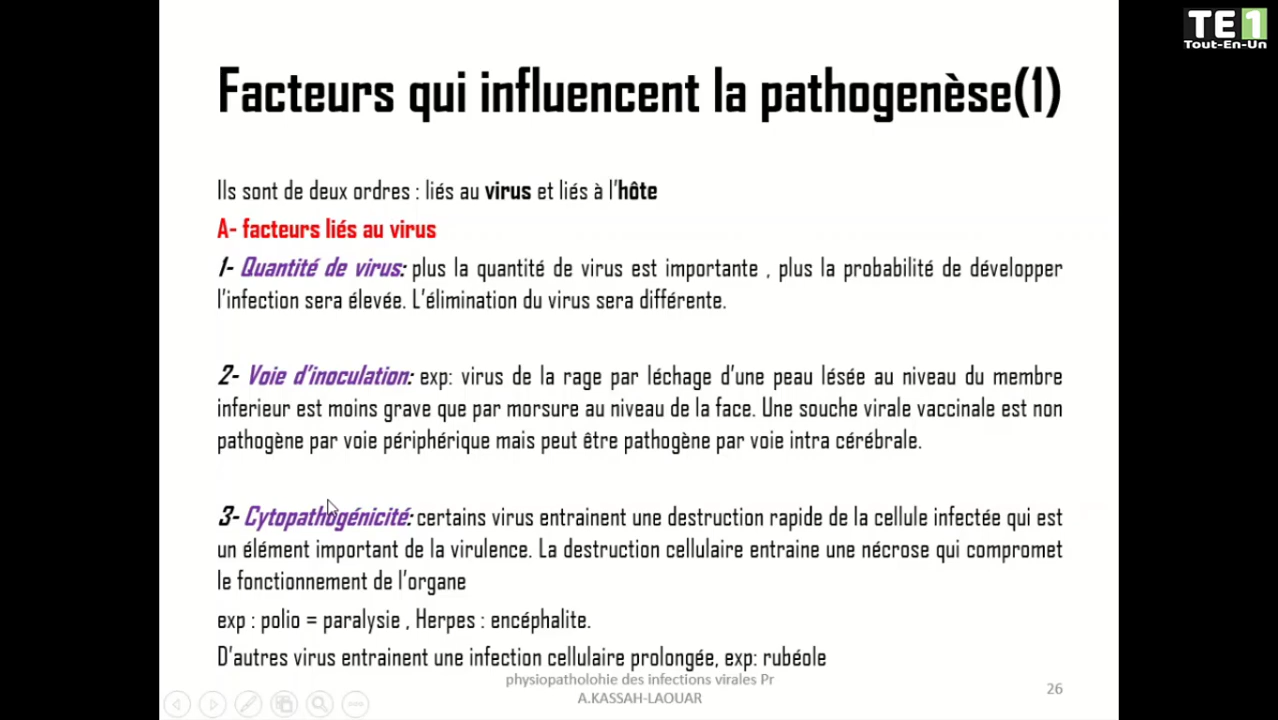 TE1
Tout-En-Un
Facteurs qui influencent la pathogenèse(1)
Ils sont de deux ordres : liés au virus et liés à l'hôte
A- facteurs liés au virus
1- Quantité de virus: plus la quantité de virus est importante , plus la probabilité de développer
l'infection sera élevée. L'élimination du virus sera différente.
2- Voie d'inoculation: exp: virus de la rage par léchage d'une peau lésée au niveau du membre
inferieur est moins grave que par morsure au niveau de la face. Une souche virale vaccinale est non
pathogène par voie périphérique mais peut être pathogène par voie intra cérébrale.
3- Cytopathogénicité: certains virus entrainent une destruction rapide de la cellule infectée qui est
un élément important de la virulence. La destruction cellulaire entraine une nécrose qui compromet
le fonctionnement de l'organe
exp : polio = paralysie , Herpes : encéphalite.
D'autres virus entrainent une infection cellulaire prolongée, exp: rubéole
physiopatholohie des infections virales Pr
A.KASSAH-LAOUAR
26